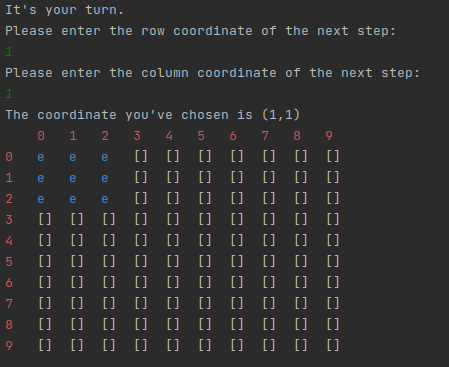 It's your turn.
Please enter the row coordinate of the next step:
1
Please enter the column coordinate of the next step:
1
The coordinate you've chosen is (1,1)
0 1 2 3 4 5 6 7 8 9
0 e e e [] [] [] [] [] [] []
1 e e e [] [] [] [] [] [] []
2 e e e [] [] [] [] [] [] []
3 [] [] [] [] [] [] [] [] [] []
4 [] [] [] [] [] [] [] [] [] []
5 [] [] [] [] [] [] [] [] [] []
6 [] [] [] [] [] [] [] [] [] []
7 [] [] [] [] [] [] [] [] [] []
8 [] [] [] [] [] [] [] [] [] []
9 [] [] [] [] [] [] [] [] [] []